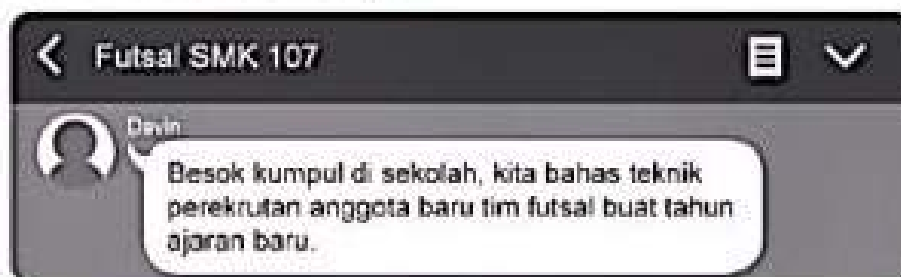 Futsal SMK 107
Davin
Besok kumpul di sekolah, kita bahas teknik
perekrutan anggota baru tim futsal buat tahun
ajaran baru.